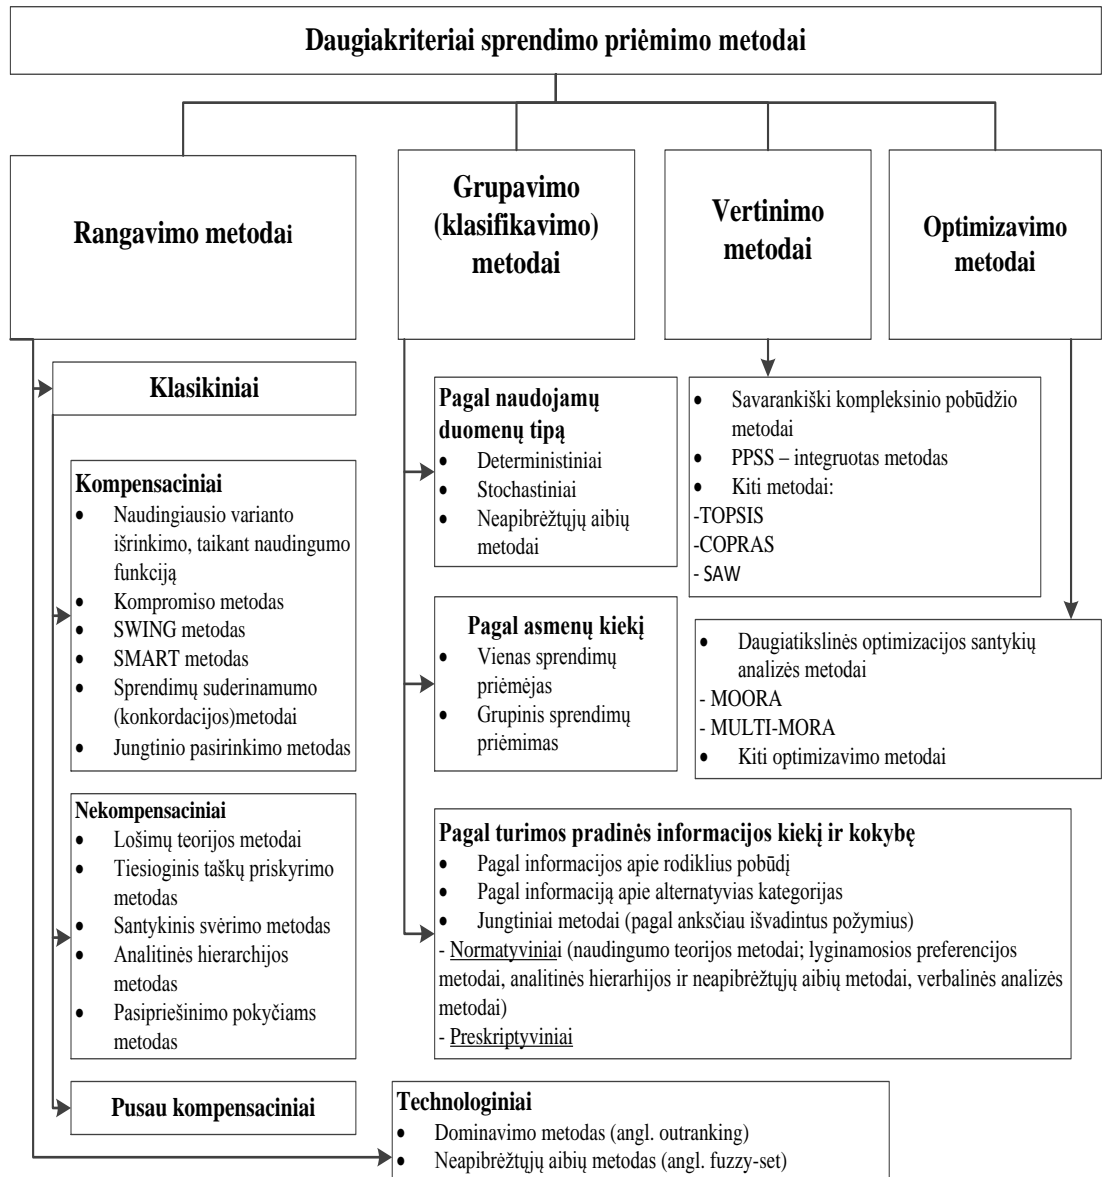 Daugiakriteriai sprendimo priėmimo metodai
Rangavimo metodai
Grupavimo
(klasifikavimo)
metodai
Vertinimo
metodai
Optimizavimo
metodai
Klasikiniai
Kompensaciniai
• Naudingiausio varianto
išrinkimo, taikant naudingumo
funkciją
• Kompromiso metodas
• SWING metodas
• SMART metodas
• Sprendimų suderinamumo
(konkordacijos)metodai
• Jungtinio pasirinkimo metodas
Nekompensaciniai
• Lošimų teorijos metodai
• Tiesioginis taškų priskyrimo
metodas
• Santykinis svėrimo metodas
• Analitinės hierarchijos
metodas
• Pasipriešinimo pokyčiams
metodas
Pusau kompensaciniai
Pagal naudojamų
duomenų tipą
• Deterministiniai
• Stochastiniai
• Neapibrėžtųjų aibių
metodai
Pagal asmenų kiekį
• Vienas sprendimų
priėmėjas
• Grupinis sprendimų
priėmimas
Pagal turimos pradinės informacijos kiekį ir kokybę
• Pagal informacijos apie rodiklius pobūdį
• Pagal informaciją apie alternatyvias kategorijas
• Jungtiniai metodai (pagal anksčiau išvadintus požymius)
- Normatyviniai (naudingumo teorijos metodai; lyginamosios preferencijos
metodai, analitinės hierarhijos ir neapibrėžtųjų aibių metodai, verbalinės analizės
metodai)
- Preskriptyviniai
• Savarankiški kompleksinio pobūdžio
metodai
• PPSS – integruotas metodas
• Kiti metodai:
-TOPSIS
-COPRAS
- SAW
• Daugiatikslinės optimizacijos santykių
analizės metodai
- MOORA
- MULTI-MORA
• Kiti optimizavimo metodai
Technologiniai
• Dominavimo metodas (angl. outranking)
• Neapibrėžtųjų aibių metodas (angl. fuzzy-set)